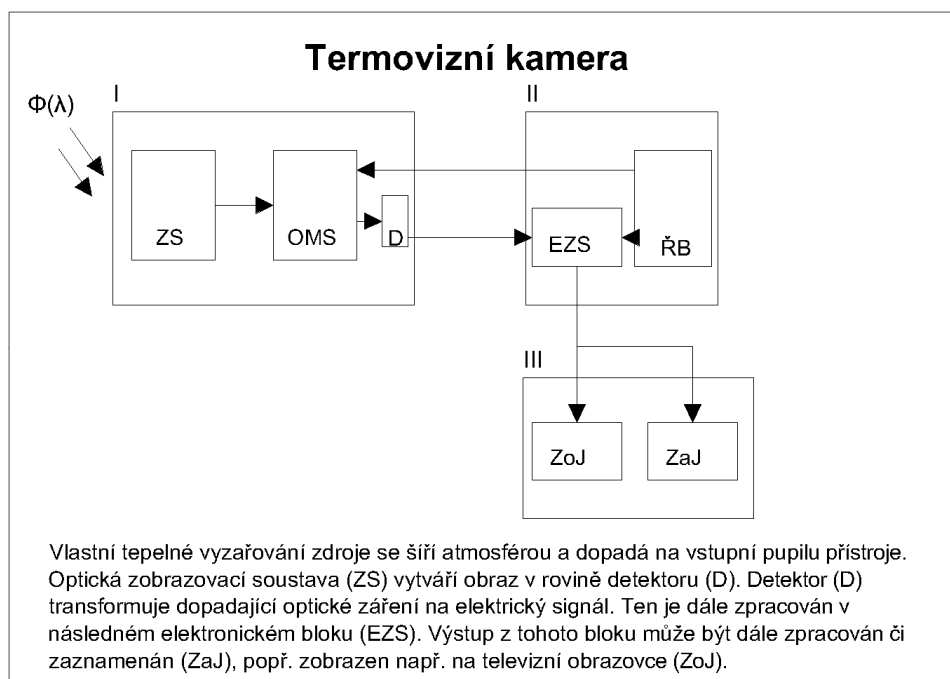 Termovizní kamera
I
II
Φ(λ)
ZS
OMS
D
EZS
ŘB
III
ZoJ
ZaJ
Vlastní tepelné vyzařování zdroje se šíří atmosférou a dopadá na vstupní pupilu přístroje.
Optická zobrazovací soustava (ZS) vytváří obraz v rovině detektoru (D). Detektor (D)
transformuje dopadající optické záření na elektrický signál. Ten je dále zpracován v
následném elektronickém bloku (EZS). Výstup z tohoto bloku může být dále zpracován či
zaznamenán (ZaJ), popř. zobrazen např. na televizní obrazovce (ZoJ).